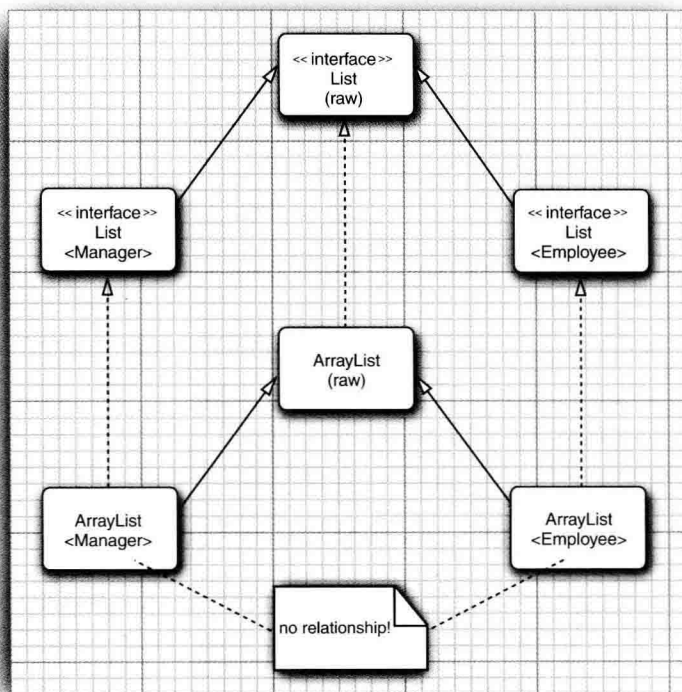 << interface >>
List
(raw)
<< interface >>
List
<Manager>
<< interface >>
List
<Employee>
ArrayList
(raw)
ArrayList
<Manager>
ArrayList
<Employee>
no relationship!